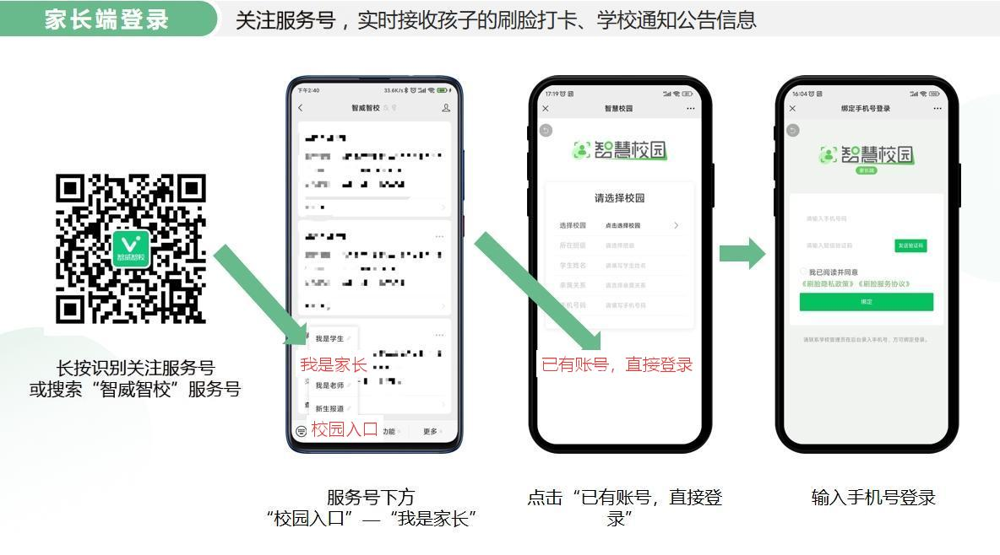 家长端登录
关注服务号，实时接收孩子的刷脸打卡、学校通知公告信息
智威智校
长按识别关注服务号
或搜索“智威智校”服务号
下午2:40
33.6K/s
智威智校
我是学生
我是家长
我是老师
新生报道
校园入口
功能
更多
服务号下方
“校园入口”—“我是家长”
17:19
智慧校园
智慧校园
请选择校园
选择校园 点击选择校园
所在班级 请选择班级
学生姓名 请填写学生姓名
亲属关系 请选择亲属关系
手机号码 请填写手机号码
已有账号，直接登录
点击“已有账号，直接登
录”
16:04
绑定手机号登录
智慧校园
家长端
请输入手机号码
请输入短信验证码
发送验证码
我已阅读并同意
《刷脸隐私政策》《刷脸服务协议》
绑定
请联系学校管理员在后台录入手机号，方可绑定登录。
输入手机号登录